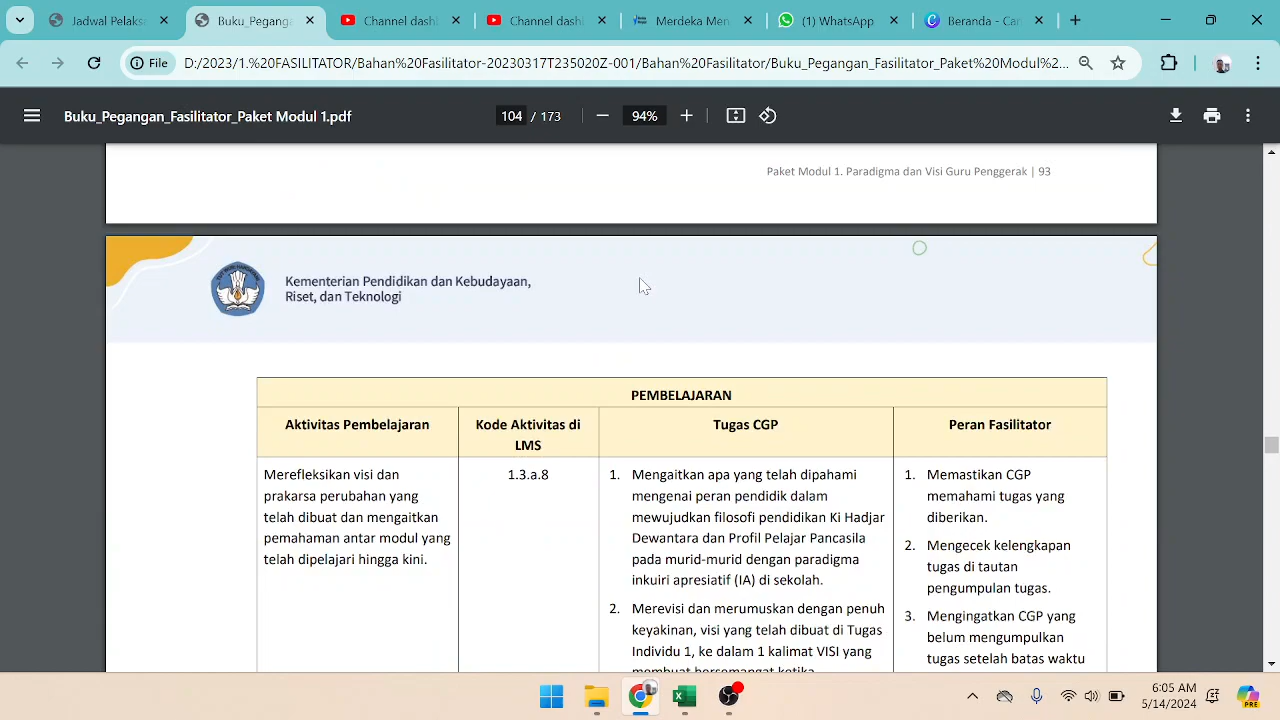 Jadwal Pelaks
Buku_Pegang
Channel dash
Channel dash
Merdeka Men
(1) WhatsApp
Beranda - Can
File
D:/2023/1.%20FASILITATOR/Bahan%20Fasilitator-20230317T235020Z-001/Bahan%20Fasilitator/Buku_Pegangan_Fasilitator_Paket%20Modul%2...
Buku_Pegangan_Fasilitator_Paket Modul 1.pdf
104 / 173
94%
Paket Modul 1. Paradigma dan Visi Guru Penggerak | 93
Kementerian Pendidikan dan Kebudayaan,
Riset, dan Teknologi
PEMBELAJARAN
Aktivitas Pembelajaran
Kode Aktivitas di
LMS
Tugas CGP
Peran Fasilitator
Merefleksikan visi dan
prakarsa perubahan yang
telah dibuat dan mengaitkan
pemahaman antar modul yang
telah dipelajari hingga kini.
1.3.a.8
1. Mengaitkan apa yang telah dipahami
mengenai peran pendidik dalam
mewujudkan filosofi pendidikan Ki Hadjar
Dewantara dan Profil Pelajar Pancasila
pada murid-murid dengan paradigma
inkuiri apresiatif (IA) di sekolah.
2. Merevisi dan merumuskan dengan penuh
keyakinan, visi yang telah dibuat di Tugas
Individu 1, ke dalam 1 kalimat VISI yang
membuat bersemangat ketika
1. Memastikan CGP
memahami tugas yang
diberikan.
2. Mengecek kelengkapan
tugas di tautan
pengumpulan tugas.
3. Mengingatkan CGP yang
belum mengumpulkan
tugas setelah batas waktu
6:05 AM
5/14/2024
PRE